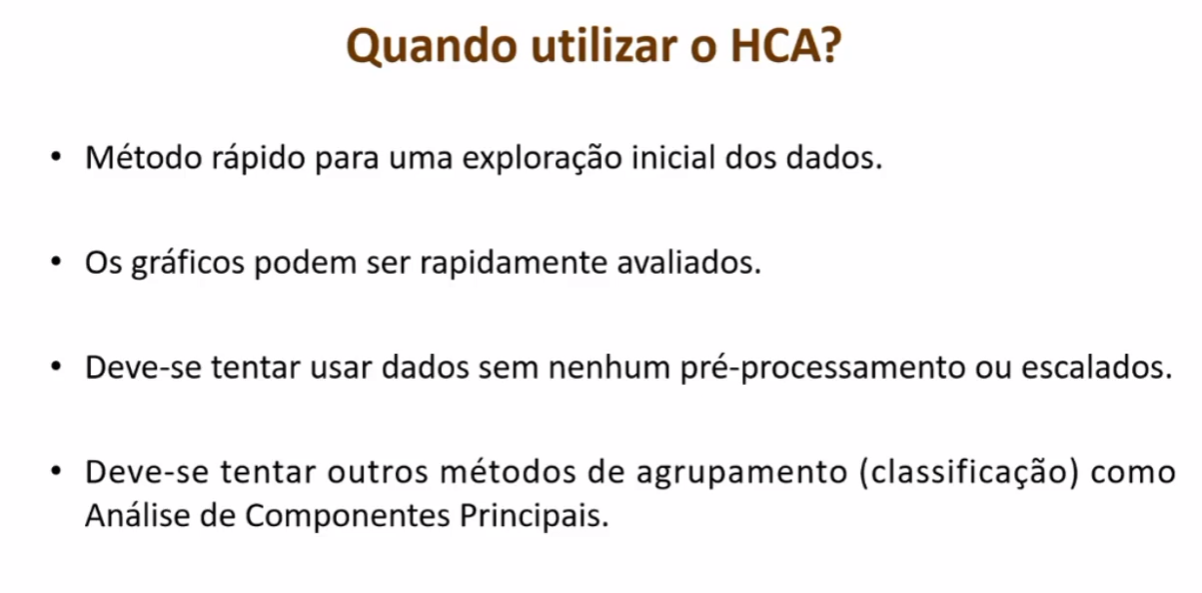 Quando utilizar o HCA?
• Método rápido para uma exploração inicial dos dados.
• Os gráficos podem ser rapidamente avaliados.
• Deve-se tentar usar dados sem nenhum pré-processamento ou escalados.
• Deve-se tentar outros métodos de agrupamento (classificação) como
Análise de Componentes Principais.